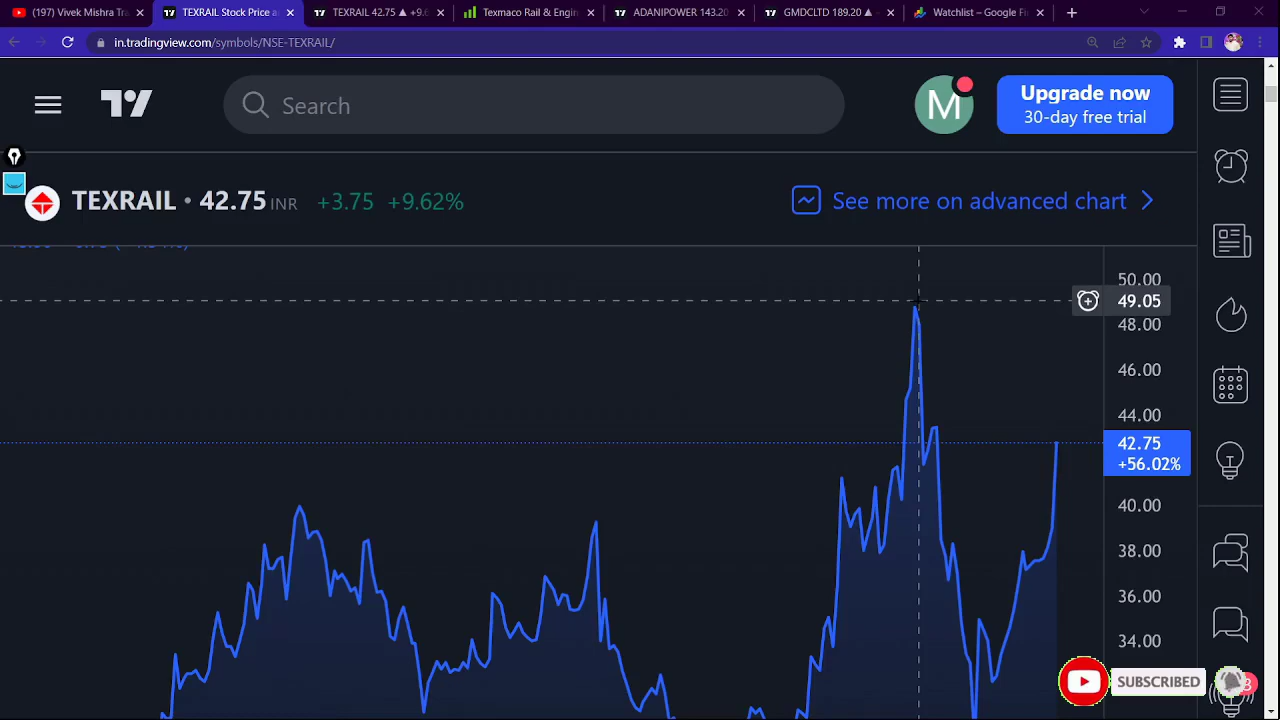 (197) Vivek Mishra Tra
TEXRAIL Stock Price a
TEXRAIL 42.75 ▲ +9.6
Texmaco Rail & Engin
ADANIPOWER 143.20
GMDCLTD 189.20 ▲
Watchlist – Google Fi
in.tradingview.com/symbols/NSE-TEXRAIL/
Search
M
Upgrade now
30-day free trial
TEXRAIL • 42.75 INR +3.75 +9.62%
See more on advanced chart
50.00
49.05
48.00
46.00
44.00
42.75
+56.02%
40.00
38.00
36.00
34.00
SUBSCRIBED